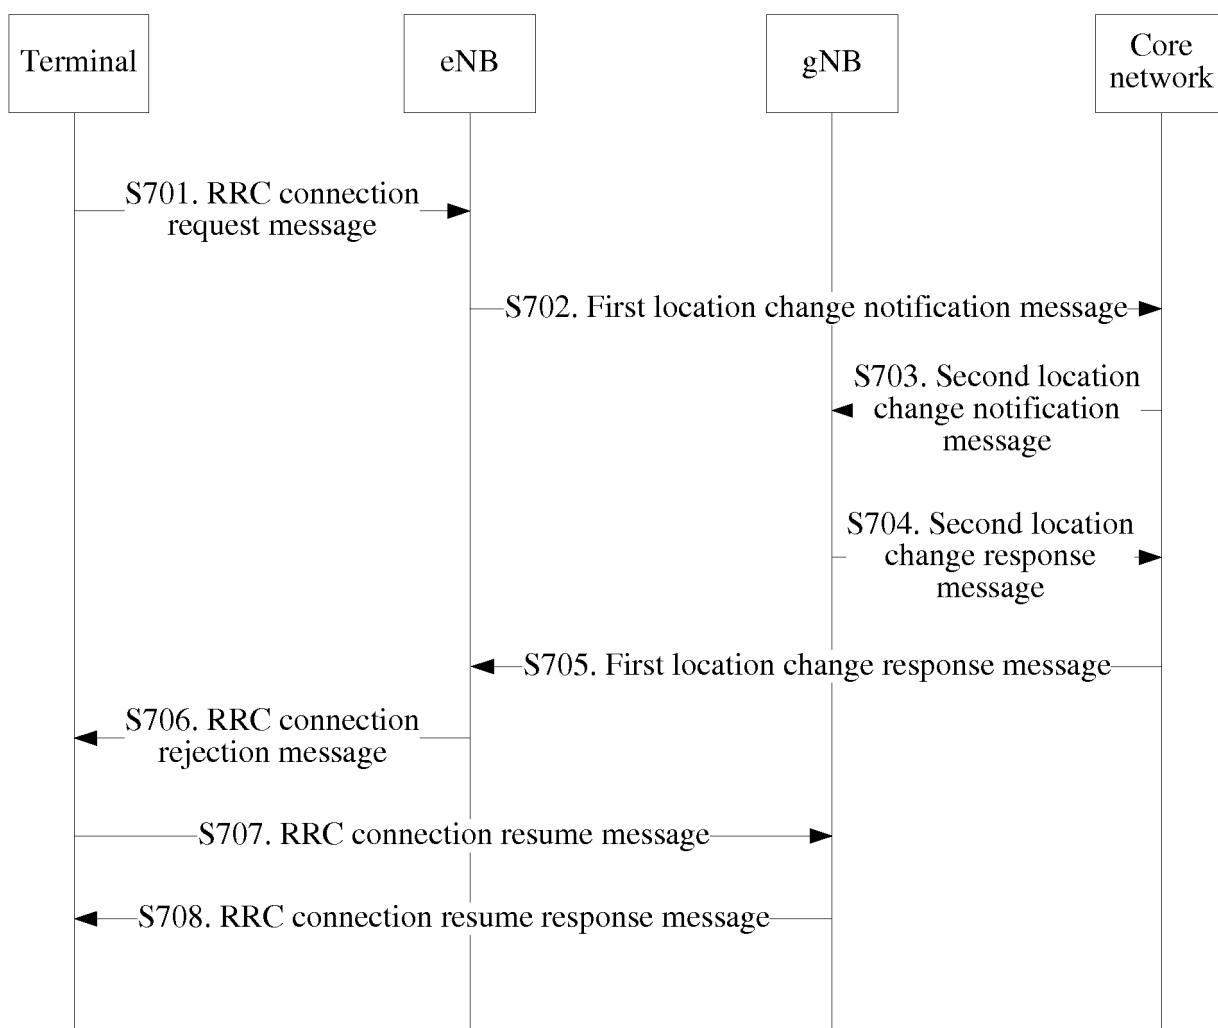 Terminal
eNB
gNB
Core
network
S701. RRC connection
request message
S702. First location change notification message
S703. Second location
change notification
message
S704. Second location
change response
message
S705. First location change response message
S706. RRC connection
rejection message
S707. RRC connection resume message
S708. RRC connection resume response message